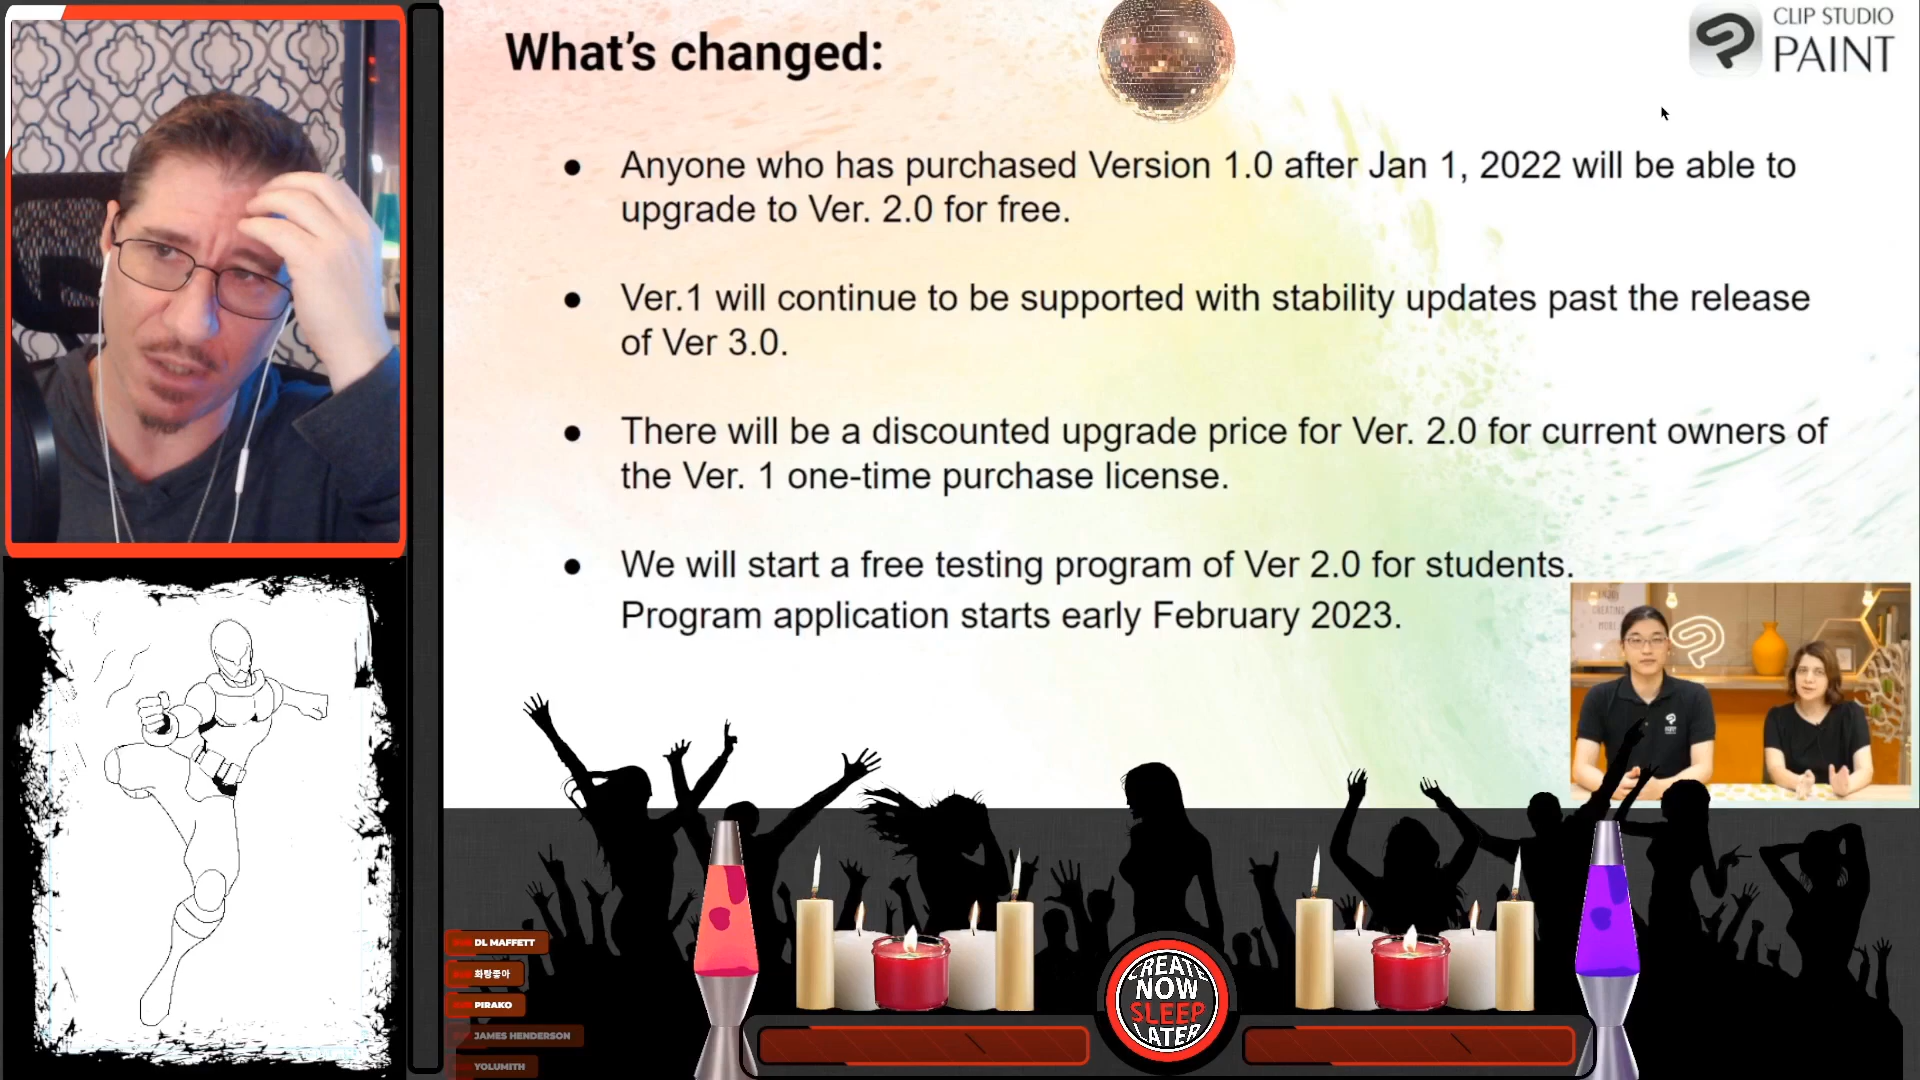 What's changed:
CLIP STUDIO
PAINT
● Anyone who has purchased Version 1.0 after Jan 1, 2022 will be able to
upgrade to Ver. 2.0 for free.
● Ver.1 will continue to be supported with stability updates past the release
of Ver 3.0.
● There will be a discounted upgrade price for Ver. 2.0 for current owners of
the Ver. 1 one-time purchase license.
● We will start a free testing program of Ver 2.0 for students.
Program application starts early February 2023.
CREATING
DL MAFFETT
화랑좋아
PIRAKO
JAMES HENDERSON
YOLUMITH
CREATE
NOW
SLEEP
LATER